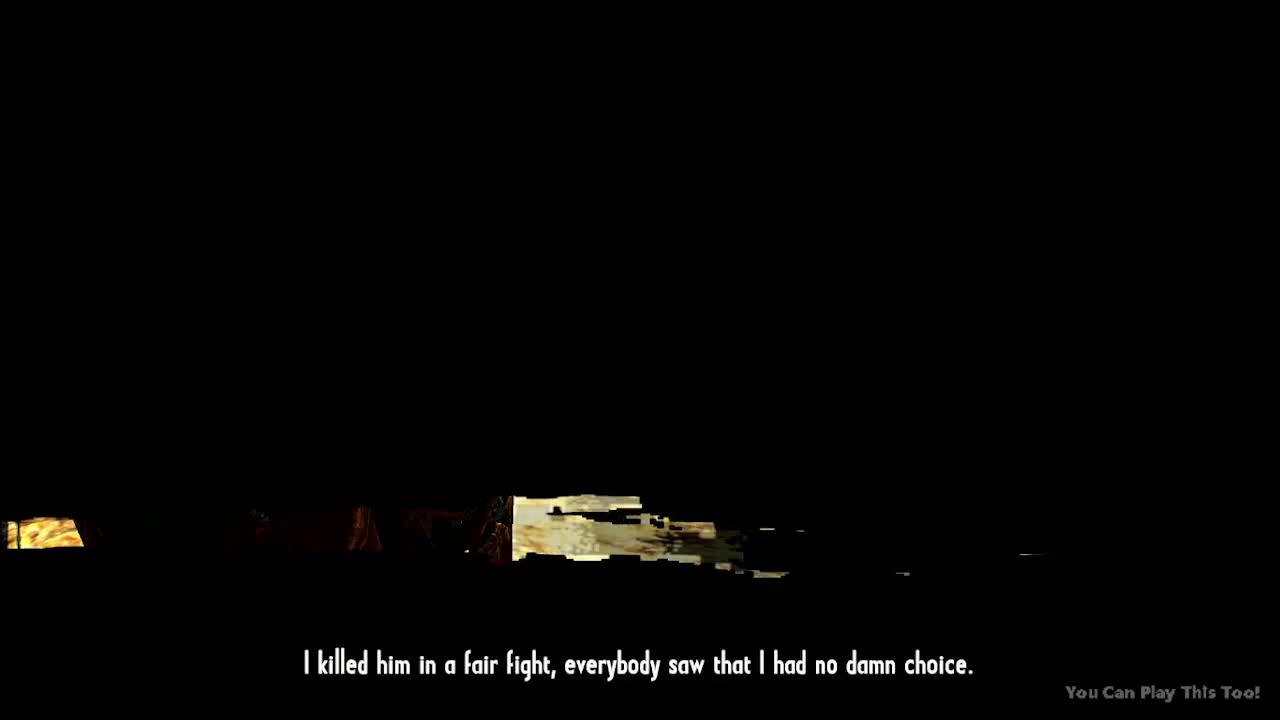 I killed him in a fair fight, everybody saw that I had no damn choice.
You Can Play This Too!